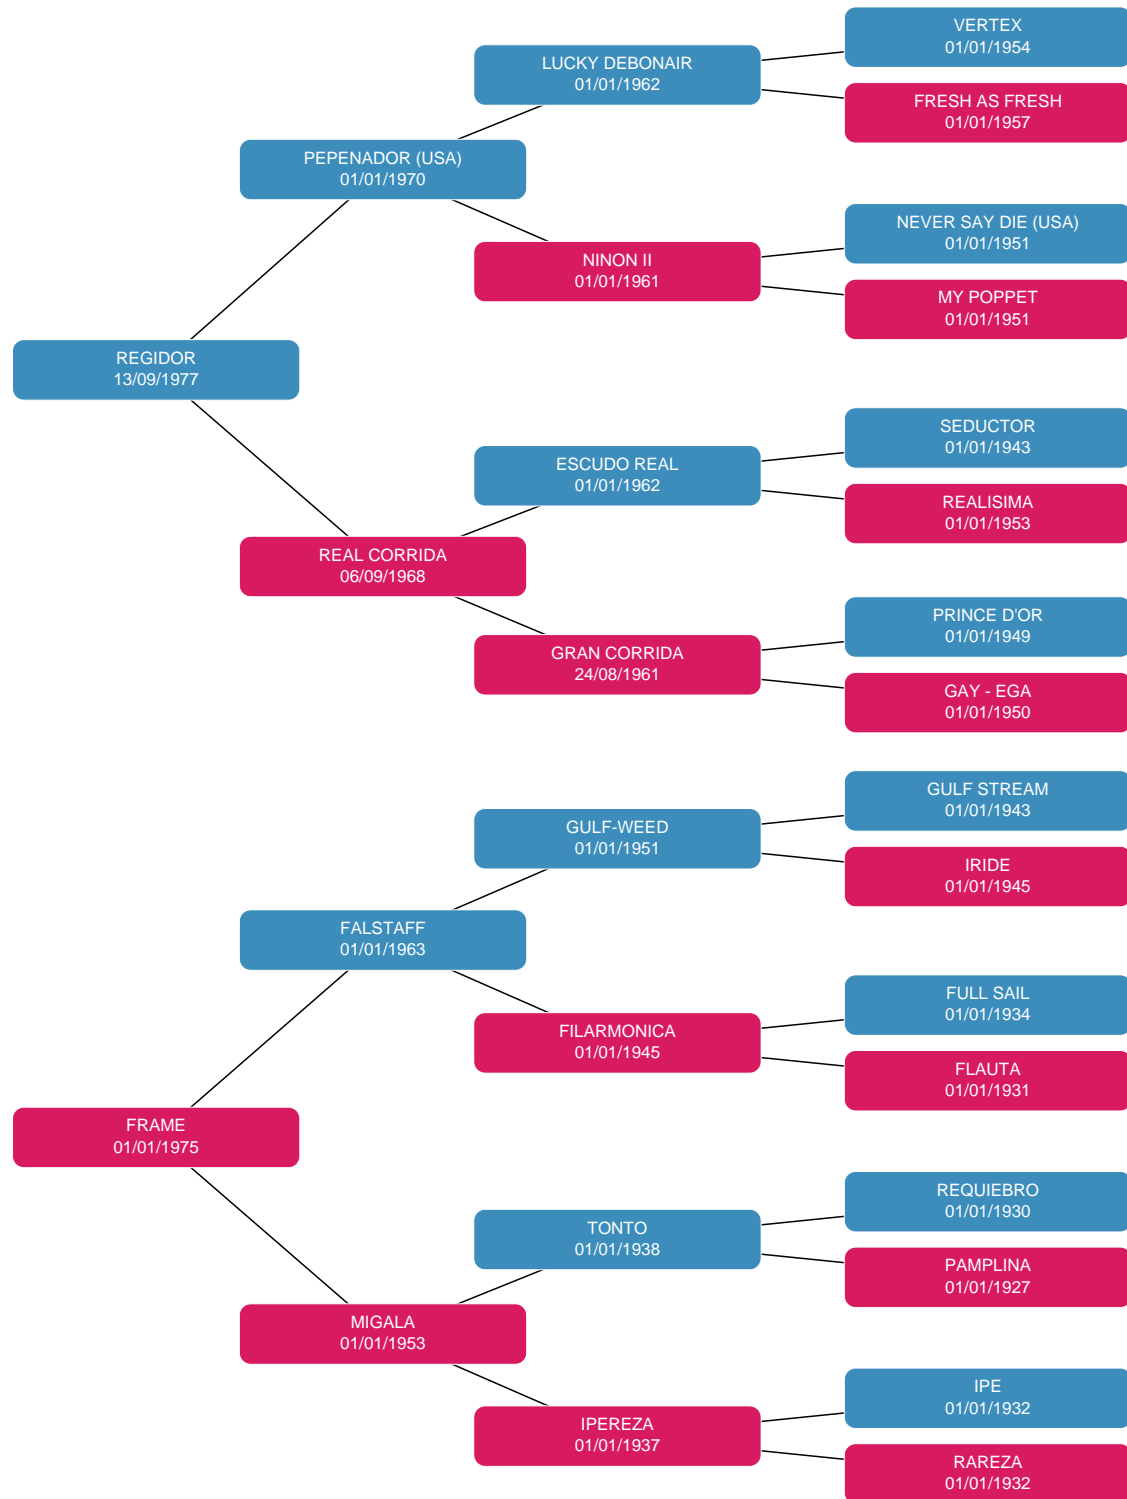 VERTEX
01/01/1954
LUCKY DEBONAIR
01/01/1962
FRESH AS FRESH
01/01/1957
PEPENADOR (USA)
01/01/1970
NEVER SAY DIE (USA)
01/01/1951
NINON II
01/01/1961
MY POPPET
01/01/1951
REGIDOR
13/09/1977
SEDUCTOR
01/01/1943
ESCUDO REAL
01/01/1962
REALISIMA
01/01/1953
REAL CORRIDA
06/09/1968
PRINCE D'OR
01/01/1949
GRAN CORRIDA
24/08/1961
GAY - EGA
01/01/1950
GULF STREAM
01/01/1943
GULF-WEED
01/01/1951
IRIDE
01/01/1945
FALSTAFF
01/01/1963
FULL SAIL
01/01/1934
FILARMONICA
01/01/1945
FLAUTA
01/01/1931
FRAME
01/01/1975
REQUIEBRO
01/01/1930
TONTO
01/01/1938
PAMPLINA
01/01/1927
MIGALA
01/01/1953
IPE
01/01/1932
IPEREZA
01/01/1937
RAREZA
01/01/1932